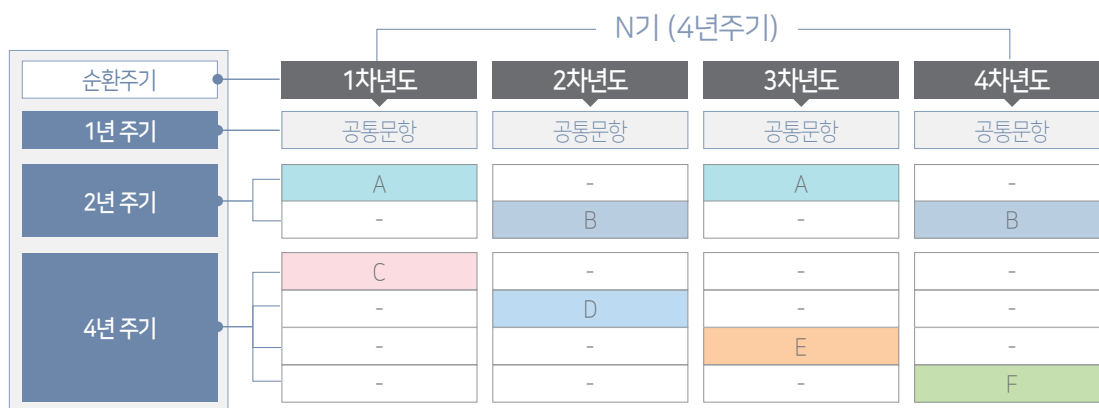 N기 (4년주기)
순환주기 1차년도 2차년도 3차년도 4차년도
1년 주기 공통문항 공통문항 공통문항 공통문항
2년 주기
A - A -
- B - B
4년 주기
C - - -
- D - -
- - E -
- - - F